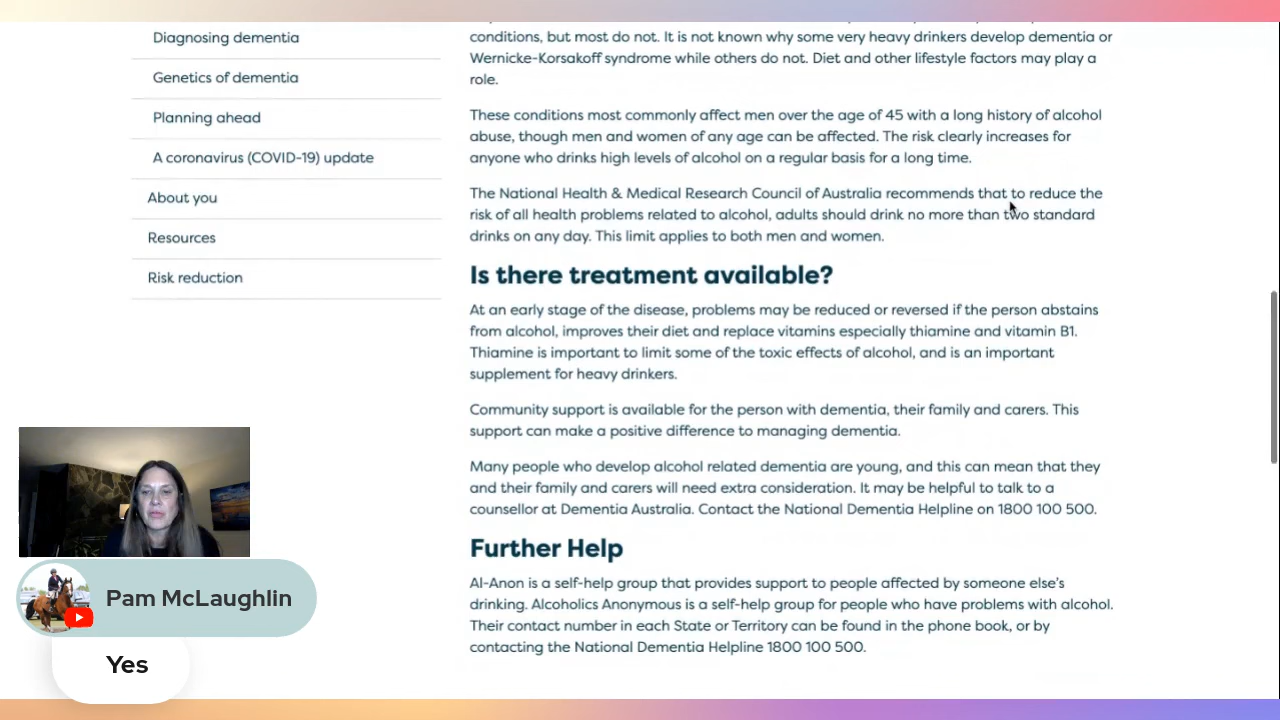 Diagnosing dementia
Genetics of dementia
Planning ahead
A coronavirus (COVID-19) update
About you
Resources
Risk reduction
conditions, but most do not. It is not known why some very heavy drinkers develop dementia or
Wernicke-Korsakoff syndrome while others do not. Diet and other lifestyle factors may play a
role.
These conditions most commonly affect men over the age of 45 with a long history of alcohol
abuse, though men and women of any age can be affected. The risk clearly increases for
anyone who drinks high levels of alcohol on a regular basis for a long time.
The National Health & Medical Research Council of Australia recommends that to reduce the
risk of all health problems related to alcohol, adults should drink no more than two standard
drinks on any day. This limit applies to both men and women.
Is there treatment available?
At an early stage of the disease, problems may be reduced or reversed if the person abstains
from alcohol, improves their diet and replace vitamins especially thiamine and vitamin B1.
Thiamine is important to limit some of the toxic effects of alcohol, and is an important
supplement for heavy drinkers.
Community support is available for the person with dementia, their family and carers. This
support can make a positive difference to managing dementia.
Many people who develop alcohol related dementia are young, and this can mean that they
and their family and carers will need extra consideration. It may be helpful to talk to a
counsellor at Dementia Australia. Contact the National Dementia Helpline on 1800 100 500.
Further Help
Al-Anon is a self-help group that provides support to people affected by someone else's
drinking. Alcoholics Anonymous is a self-help group for people who have problems with alcohol.
Their contact number in each State or Territory can be found in the phone book, or by
contacting the National Dementia Helpline 1800 100 500.
Pam McLaughlin
Yes